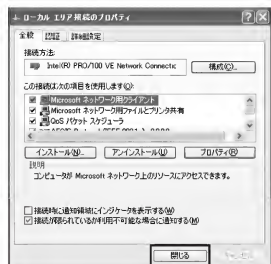 ローカル エリア接続のプロパティ
全般 認証 詳細設定
接続方法:
Intel(R) PRO/100 VE Network Connectic
構成(C)...
この接続は次の項目を使用します(O):
Microsoft ネットワーク用クライアント
Microsoft ネットワーク用ファイルとプリンタ共有
QoS パケット スケジューラ
インストール(N)... アンインストール(U) プロパティ(R)
説明
コンピュータが Microsoft ネットワーク上のリソースにアクセスできます。
接続時に通知領域にインジケータを表示する(W)
接続が限られているか利用不可能な場合に通知する(M)
閉じる